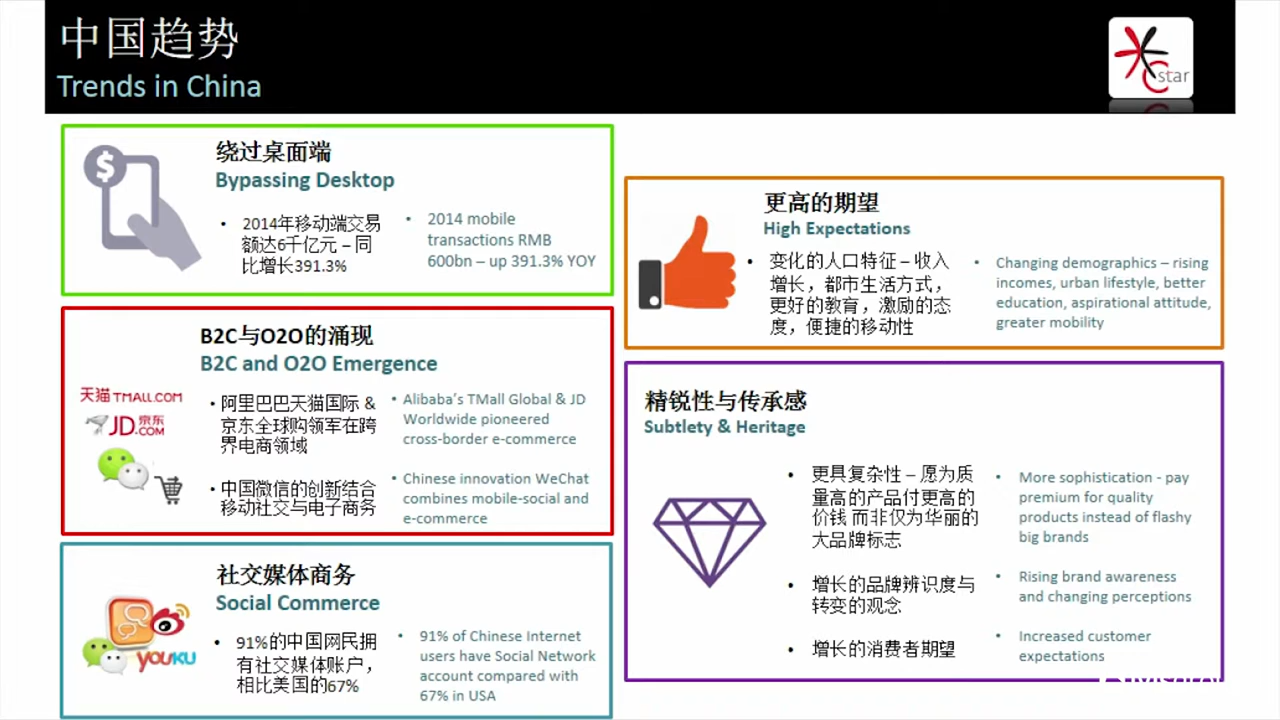 中国趋势
Trends in China
star
绕过桌面端
Bypassing Desktop
• 2014年移动端交易
额达6千亿元 – 同
比增长391.3%
• 2014 mobile
transactions RMB
600bn – up 391.3% YOY
B2C与O2O的涌现
B2C and O2O Emergence
天猫 TMALL.COM
JD 京东
.COM
• 阿里巴巴天猫国际 &
京东全球购领军在跨
界电商领域
• 中国微信的创新结合
移动社交与电子商务
• Alibaba's TMall Global & JD
Worldwide pioneered
cross-border e-commerce
• Chinese innovation WeChat
combines mobile-social and
e-commerce
社交媒体商务
Social Commerce
YOUKU
• 91%的中国网民拥
有社交媒体账户，
相比美国的67%
• 91% of Chinese Internet
users have Social Network
account compared with
67% in USA
更高的期望
High Expectations
• 变化的人口特征 – 收入
增长，都市生活方式，
更好的教育，激励的态
度，便捷的移动性
• Changing demographics – rising
incomes, urban lifestyle, better
education, aspirational attitude,
greater mobility
精锐性与传承感
Subtlety & Heritage
• 更具复杂性 – 愿为质
量高的产品付更高的
价钱 而非仅为华丽的
大品牌标志
• 增长的品牌辨识度与
转变的观念
• 增长的消费者期望
• More sophistication - pay
premium for quality
products instead of flashy
big brands
• Rising brand awareness
and changing perceptions
• Increased customer
expectations